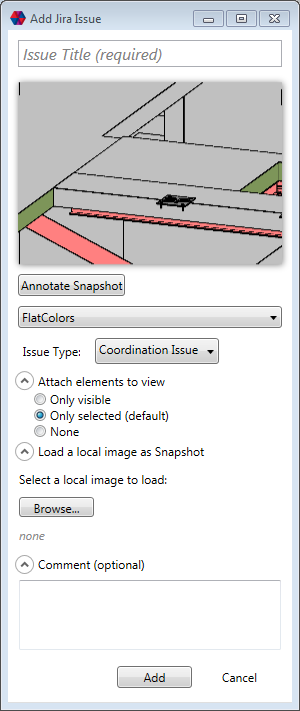 Add Jira Issue
Issue Title (required)
Annotate Snapshot
FlatColors
Issue Type: Coordination Issue
Attach elements to view
Only visible
Only selected (default)
None
Load a local image as Snapshot
Select a local image to load:
Browse...
none
Comment (optional)
Add Cancel